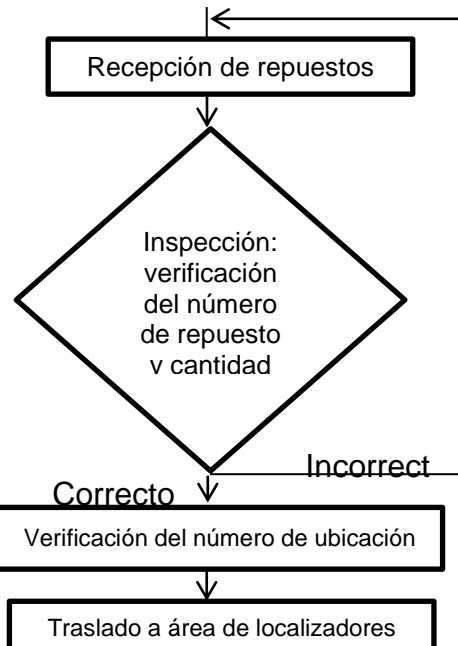 Recepción de repuestos
Inspección:
verificación
del número
de repuesto
v cantidad
Incorrect
Correcto
Verificación del número de ubicación
Traslado a área de localizadores